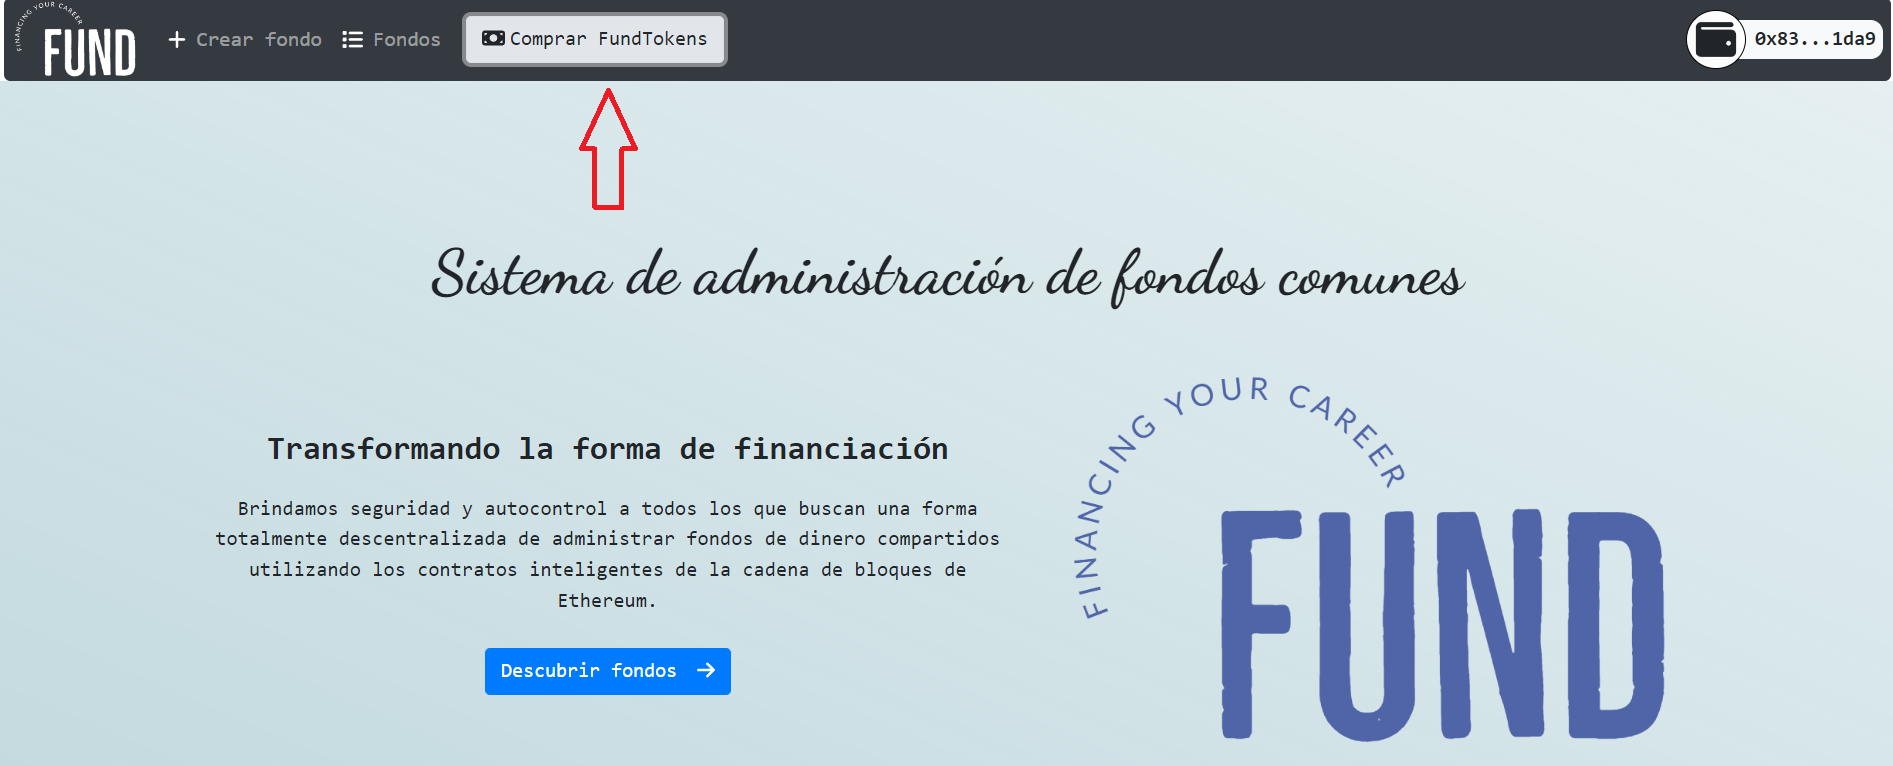 FINANCING YOUR CAREER
FUND
Crear fondo
Fondos
Comprar FundTokens
0x83...1da9
Sistema de administración de fondos comunes
Transformando la forma de financiación
Brindamos seguridad y autocontrol a todos los que buscan una forma
totalmente descentralizada de administrar fondos de dinero compartidos
utilizando los contratos inteligentes de la cadena de bloques de
Ethereum.
Descubrir fondos
FINANCING YOUR CAREER
FUND